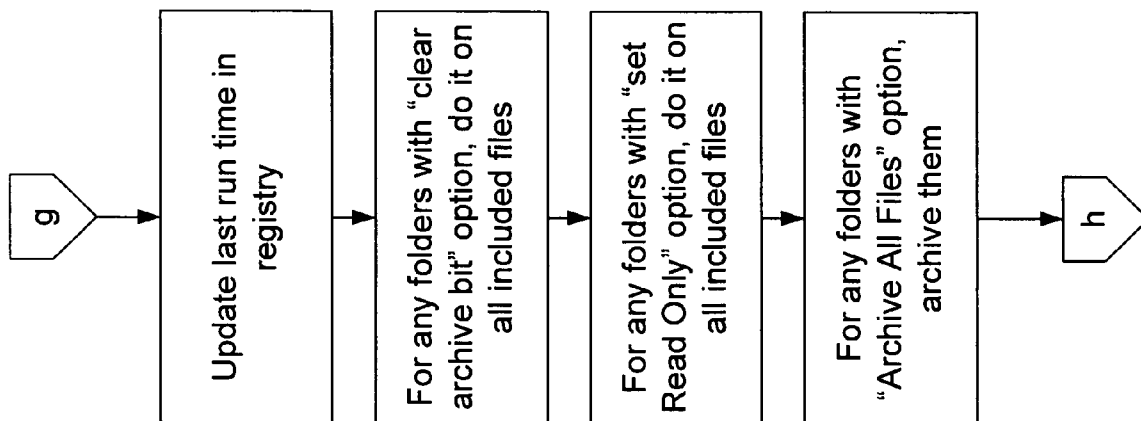 g
Update last run time in
registry
For any folders with “clear
archive bit” option, do it on
all included files
For any folders with “set
Read Only” option, do it on
all included files
For any folders with
“Archive All Files” option,
archive them
h